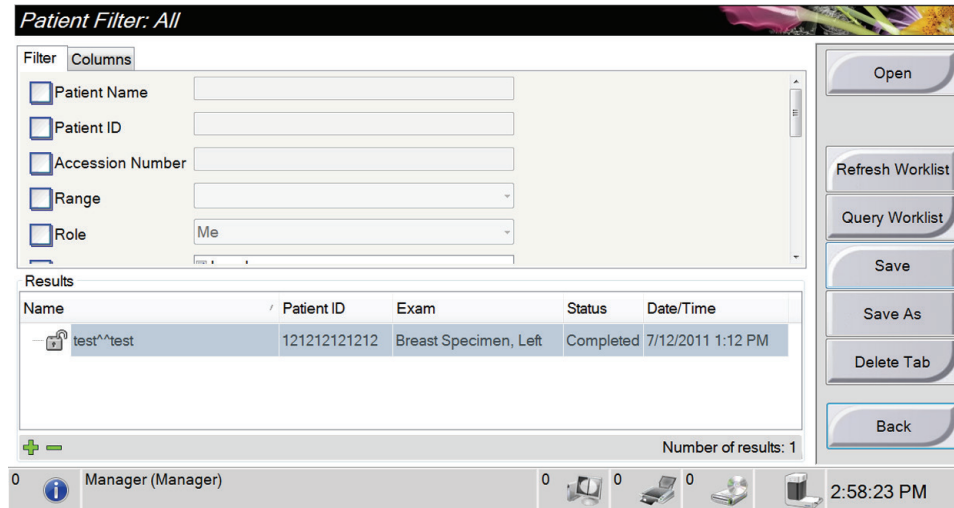 Patient Filter: All
Filter Columns
Open
Patient Name
Patient ID
Accession Number
Refresh Worklist
Range
Query Worklist
Role Me
Save
Results
Name Patient ID Exam Status Date/Time
Save As
test^^test 121212121212 Breast Specimen, Left Completed 7/12/2011 1:12 PM
Delete Tab
Back
Number of results: 1
0 Manager (Manager) 0 0 0 2:58:23 PM